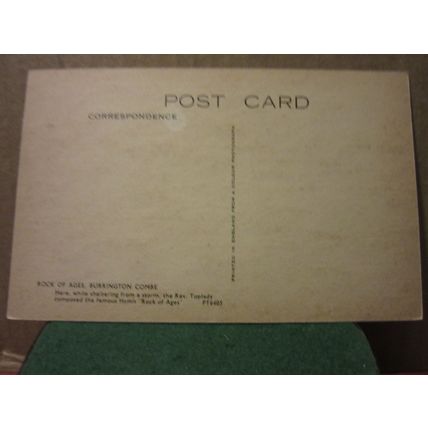 POST CARD
CORRESPONDENCE
PRINTED IN ENGLAND FROM A COLOUR PHOTOGRAPH
ROCK OF AGES, BURRINGTON COMBE
Here, while sheltering from a storm, the Rev. Toplady
composed the famous Hymn "Rock of Ages" PT6405